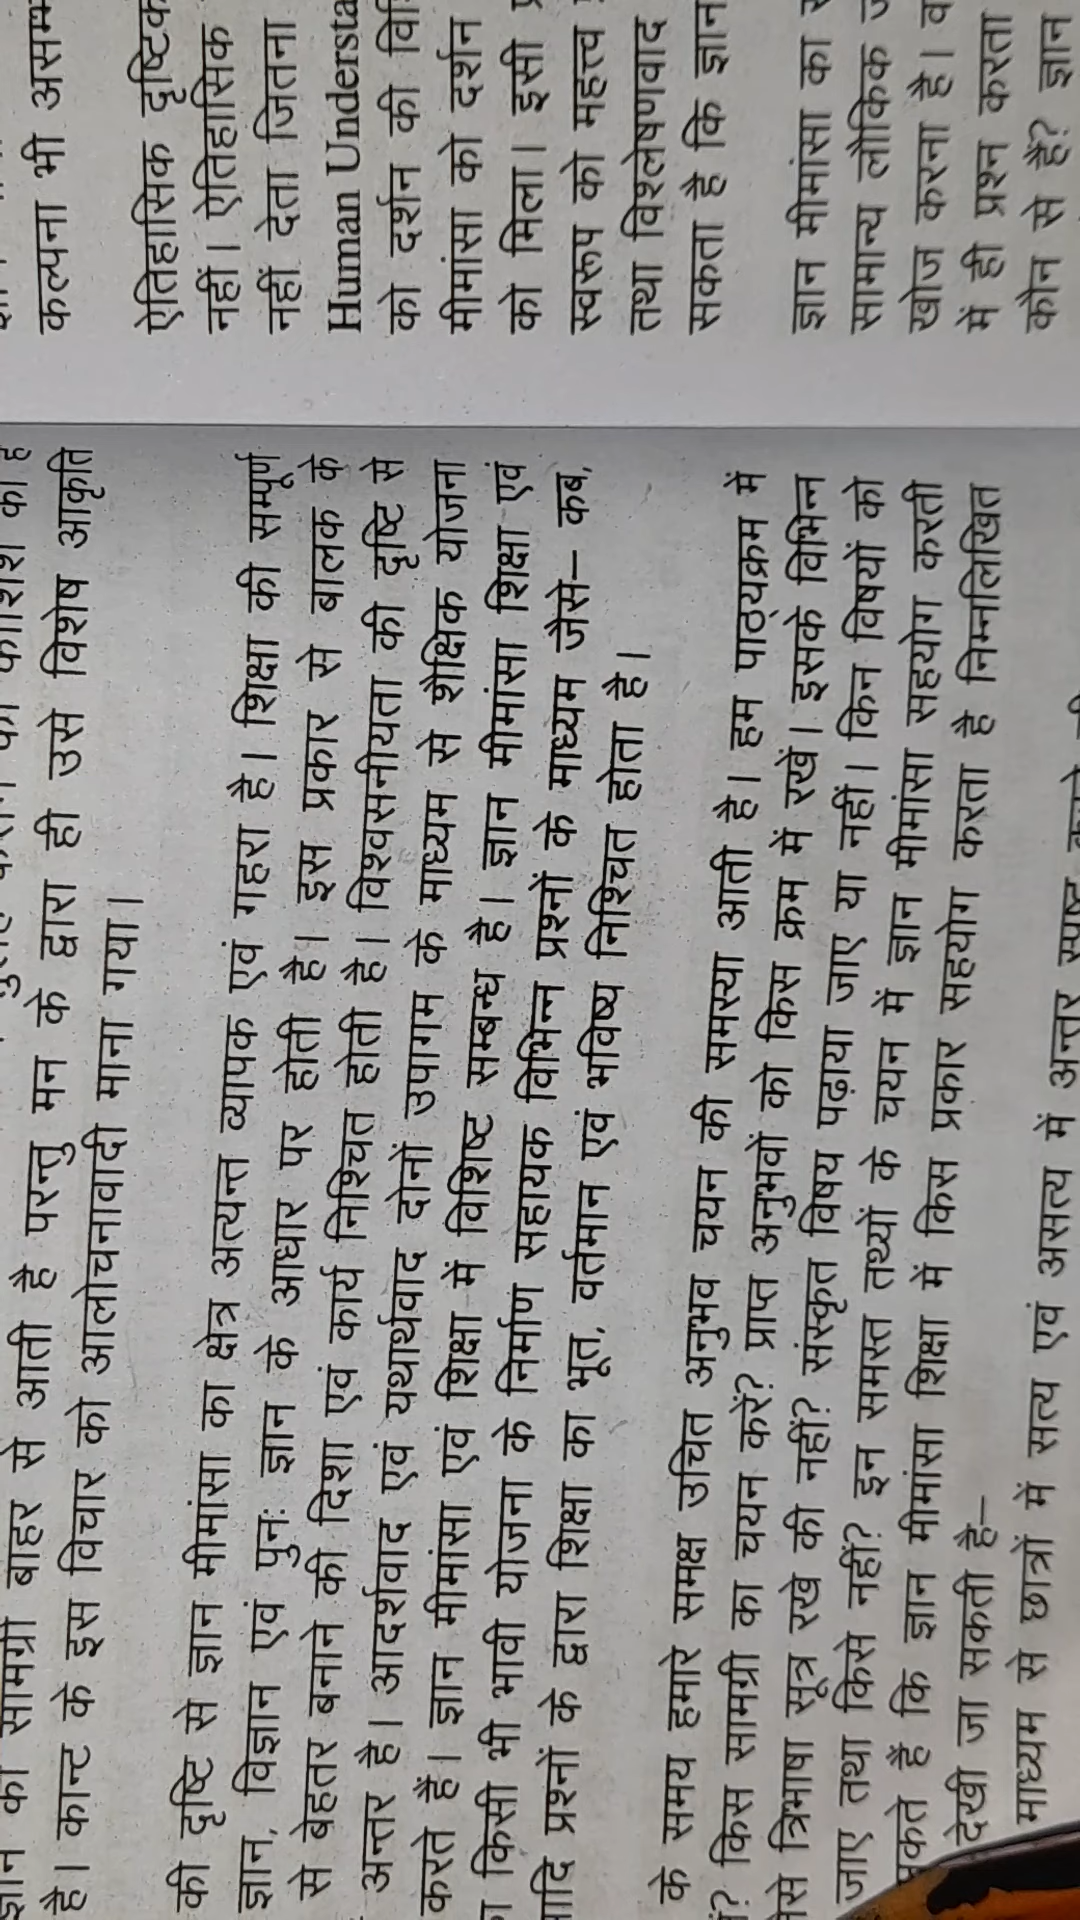 ज्ञान की सामग्री बाहर से आती है परन्तु मन के द्वारा ही उसे विशेष आकृति
है। कान्ट के इस विचार को आलोचनावादी माना गया।
की दृष्टि से ज्ञान मीमांसा का क्षेत्र अत्यन्त व्यापक एवं गहरा है। शिक्षा की सम्पूर्ण
ज्ञान, विज्ञान एवं पुनः ज्ञान के आधार पर होती है। इस प्रकार से बालक के
से बेहतर बनाने की दिशा एवं कार्य निश्चित होती है। विश्वसनीयता की दृष्टि से
अन्तर है। आदर्शवाद एवं यथार्थवाद दोनों उपागम के माध्यम से शैक्षिक योजना
करते हैं। ज्ञान मीमांसा एवं शिक्षा में विशिष्ट सम्बन्ध है। ज्ञान मीमांसा शिक्षा एवं
किसी भी भावी योजना के निर्माण सहायक विभिन्न प्रश्नों के माध्यम जैसे– कब,
आदि प्रश्नों के द्वारा शिक्षा का भूत, वर्तमान एवं भविष्य निश्चित होता है।
के समय हमारे समक्ष उचित अनुभव चयन की समस्या आती है। हम पाठ्यक्रम में
? किस सामग्री का चयन करें? प्राप्त अनुभवों को किस क्रम में रखें। इसके विभिन्न
त्रिभाषा सूत्र रखे की नहीं? संस्कृत विषय पढ़ाया जाए या नहीं। किन विषयों को
जाए तथा किसे नहीं? इन समस्त तथ्यों के चयन में ज्ञान मीमांसा सहयोग करती
सकते हैं कि ज्ञान मीमांसा शिक्षा में किस प्रकार सहयोग करता है निम्नलिखित
देखी जा सकती है–
माध्यम से छात्रों में सत्य एवं असत्य में अन्तर स्पष्ट
कल्पना भी
ऐतिहासिक
नहीं। ऐतिहासिक
नहीं देता जितना
Human Understa
को दर्शन की
मीमांसा को दर्शन
को मिला। इसी
स्वरूप को महत्त्व
तथा विश्लेषणवाद
सकता है कि ज्ञान
ज्ञान मीमांसा का
सामान्य लौकिक
खोज करना है।
में ही प्रश्न करता
कौन से हैं? ज्ञान